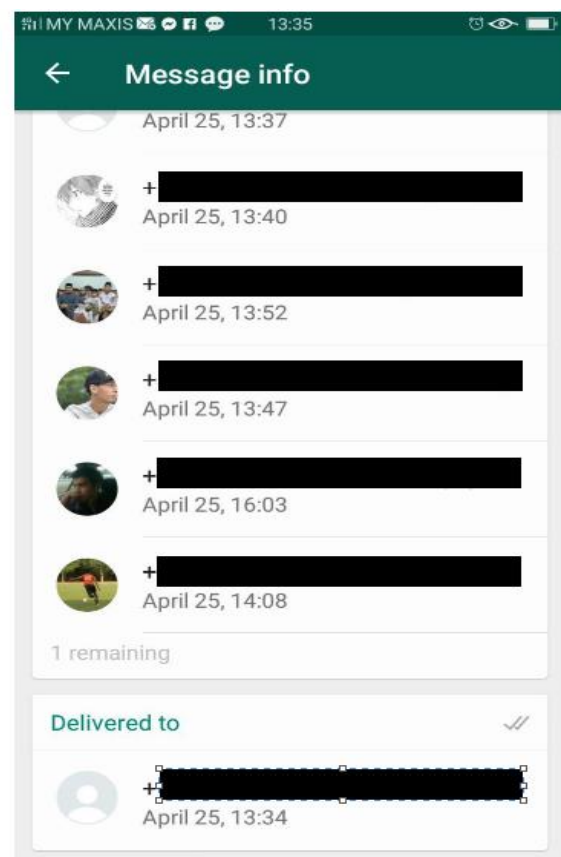 MY MAXIS 13:35
Message info
April 25, 13:37
+
April 25, 13:40
+
April 25, 13:52
+
April 25, 13:47
+
April 25, 16:03
+
April 25, 14:08
1 remaining
Delivered to
+
April 25, 13:34